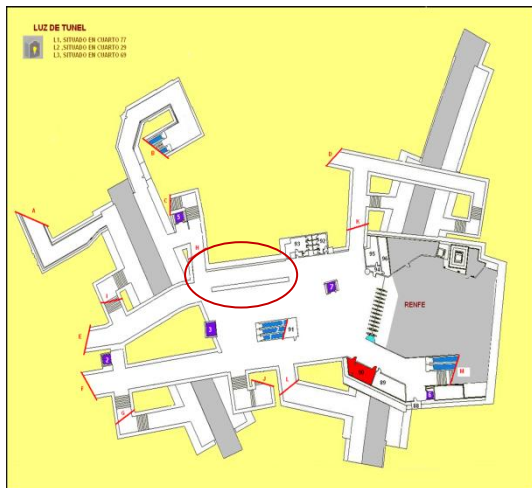 LUZ DE TUNEL
L1, SITUADO EN CUARTO 77
L2 ,SITUADO EN CUARTO 29
L3, SITUADO EN CUARTO 69
D
B
A
C
K
H
93
92
95
96
RENFE
I
7
3
91
E
2
H
F
J
L
89
G
88
8